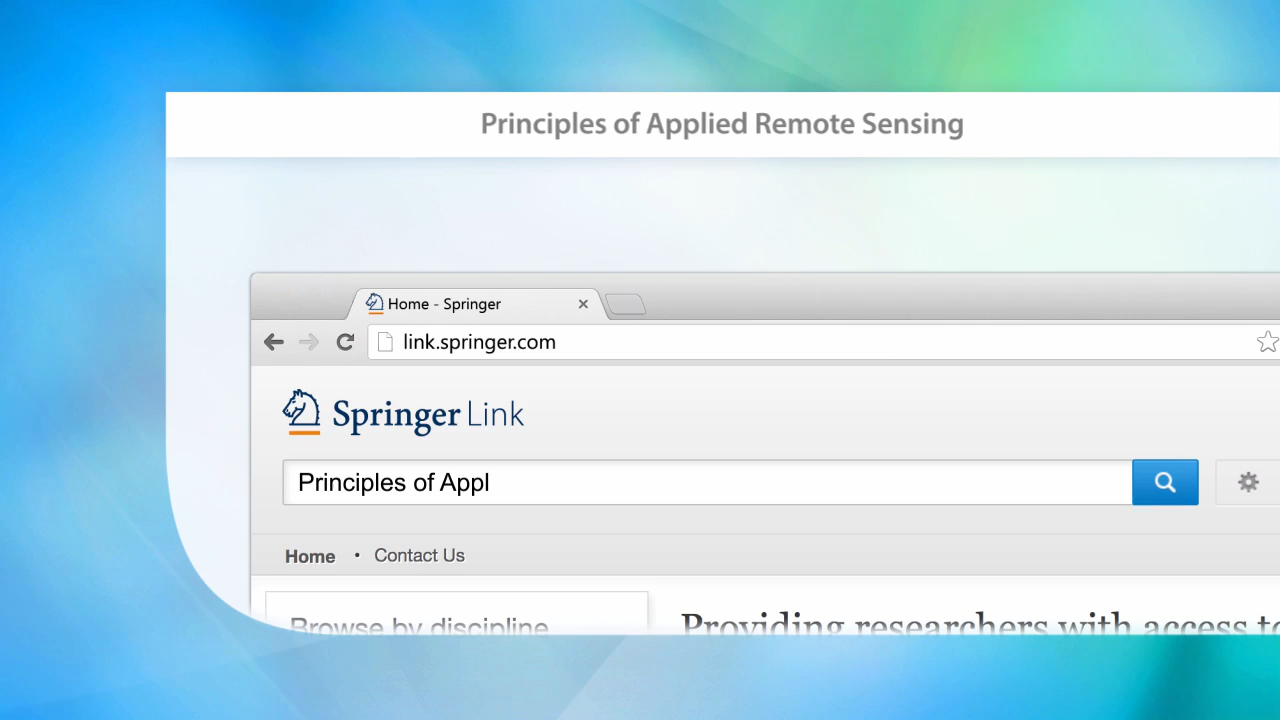 Principles of Applied Remote Sensing
Home - Springer
link.springer.com
Springer Link
Principles of Appl
Home • Contact Us
Browse by discipline
Providing researchers with access to